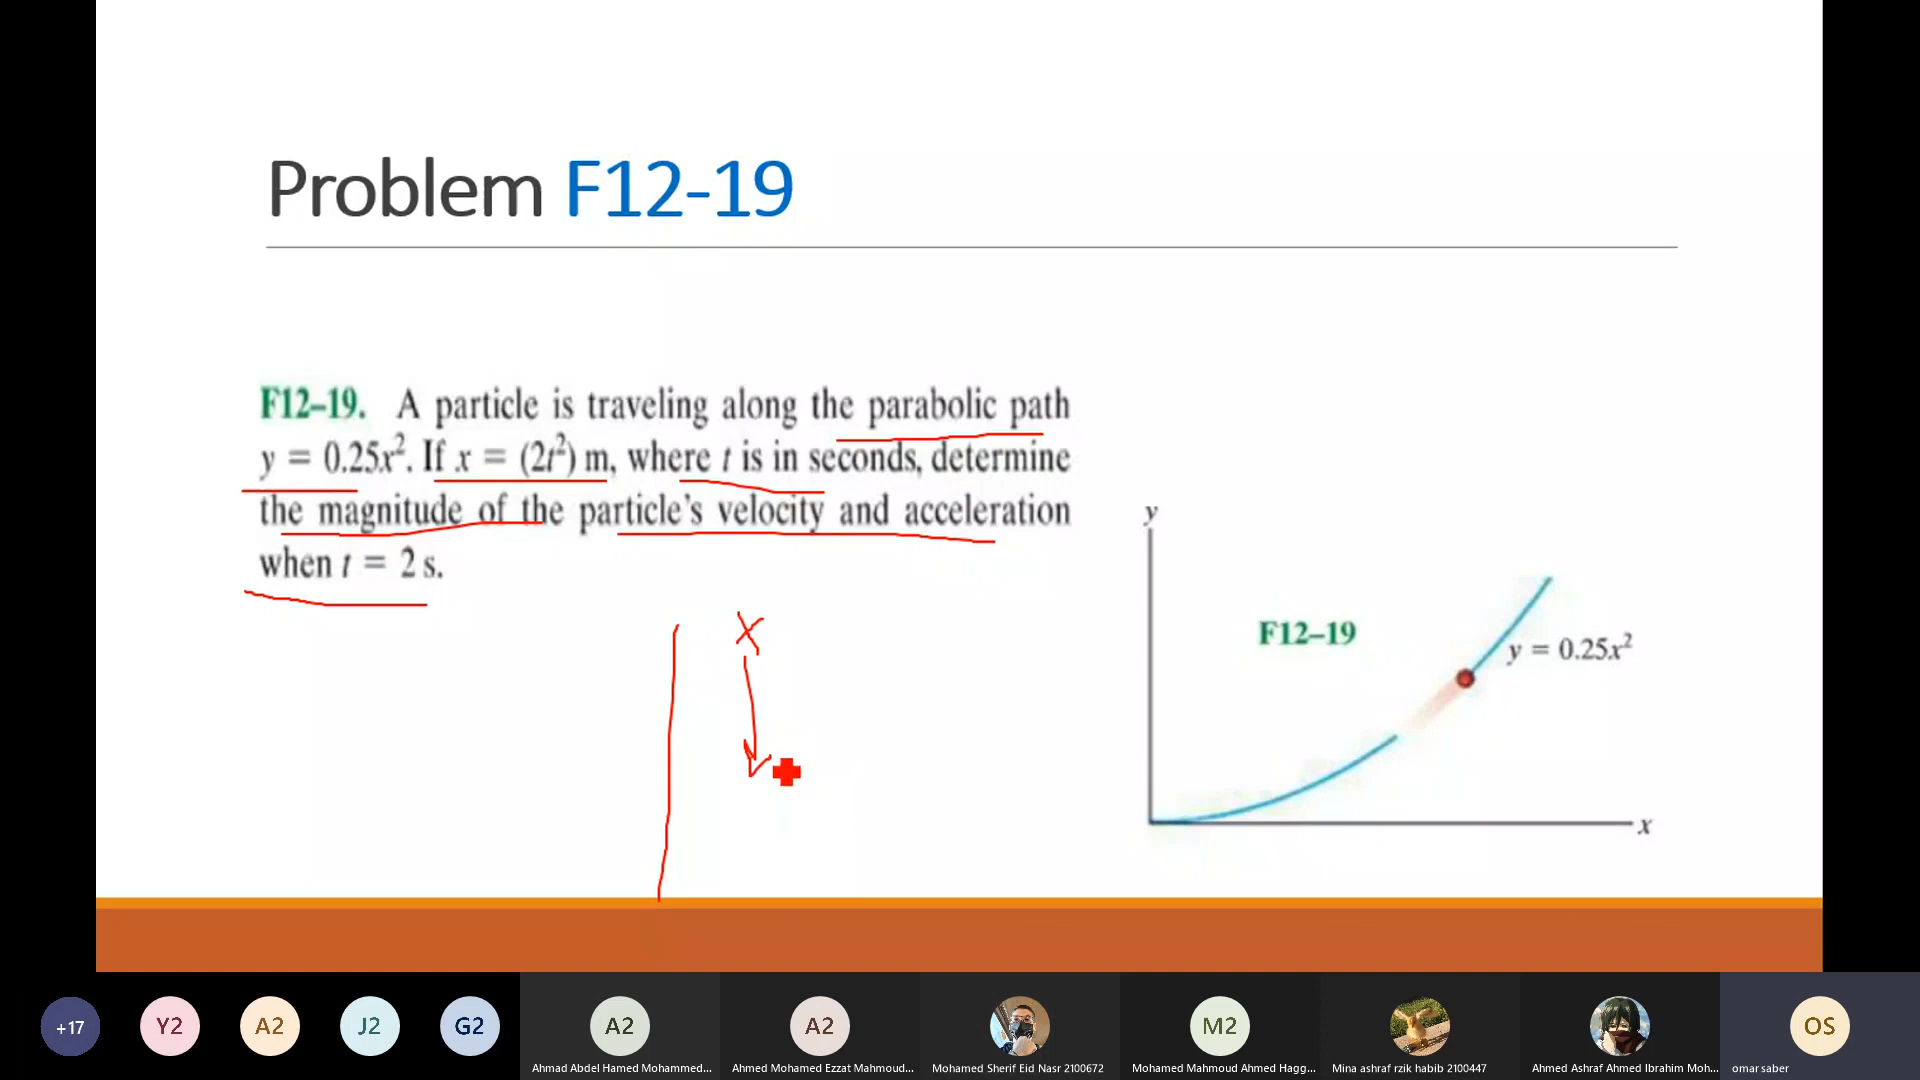 Problem F12-19
F12–19. A particle is traveling along the parabolic path
y = 0.25x². If x = (2t²) m, where t is in seconds, determine
the magnitude of the particle's velocity and acceleration
when t = 2 s.
x
y
F12–19
y = 0.25x²
x
+17
Y2
A2
J2
G2
A2
A2
M2
OS
Ahmad Abdel Hamed Mohammed...
Ahmed Mohamed Ezzat Mahmoud...
Mohamed Sherif Eid Nasr 2100672
Mohamed Mahmoud Ahmed Hagg...
Mina ashraf rzik habib 2100447
Ahmed Ashraf Ahmed Ibrahim Moh...
omar saber